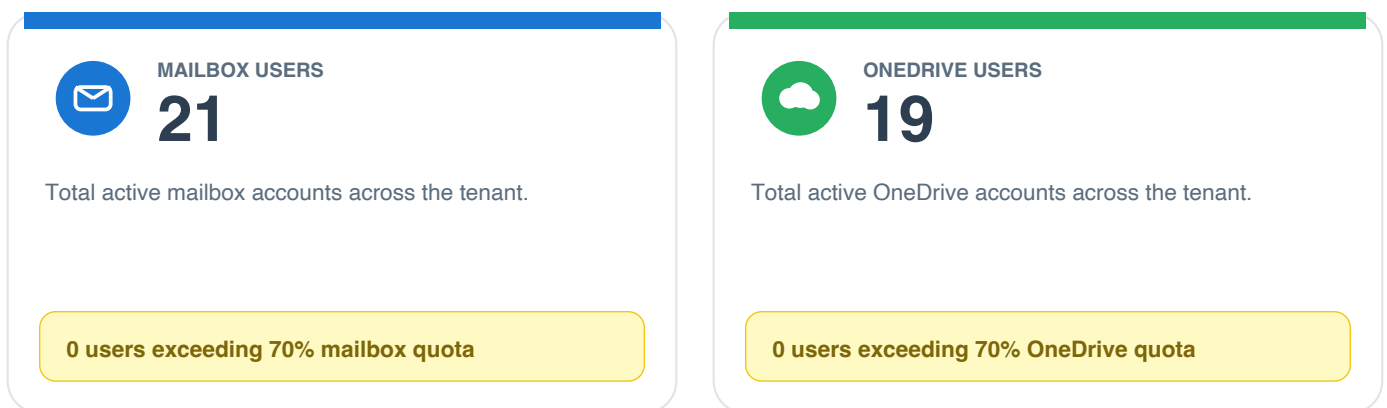 MAILBOX USERS
21
Total active mailbox accounts across the tenant.
0 users exceeding 70% mailbox quota
ONEDRIVE USERS
19
Total active OneDrive accounts across the tenant.
0 users exceeding 70% OneDrive quota